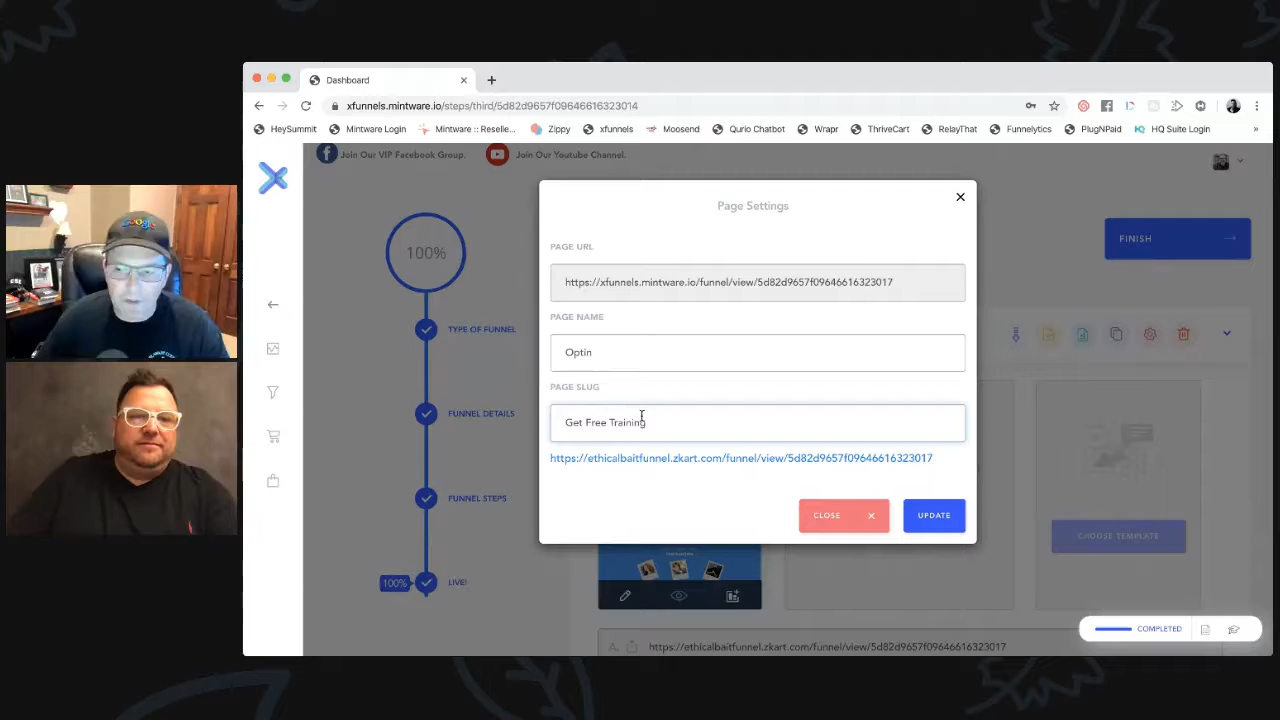 Dashboard
xfunnels.mintware.io/steps/third/5d82d9657f09646616323014
HeySummit Mintware Login Mintware :: Reselle... Zippy xfunnels Moosend Qurio Chatbot Wrapr ThriveCart RelayThat Funnelytics PlugNPaid HQ Suite Login »
Join Our VIP Facebook Group. Join Our Youtube Channel.
Page Settings
100%
FINISH
PAGE URL
https://xfunnels.mintware.io/funnel/view/5d82d9657f09646616323017
PAGE NAME
TYPE OF FUNNEL
Optin
PAGE SLUG
FUNNEL DETAILS
Get Free Training
https://ethicalbaitfunnel.zkart.com/funnel/view/5d82d9657f09646616323017
FUNNEL STEPS
CLOSE
UPDATE
CHOOSE TEMPLATE
100%
LIVE!
COMPLETED
https://ethicalbaitfunnel.zkart.com/funnel/view/5d82d9657f09646616323017
Google